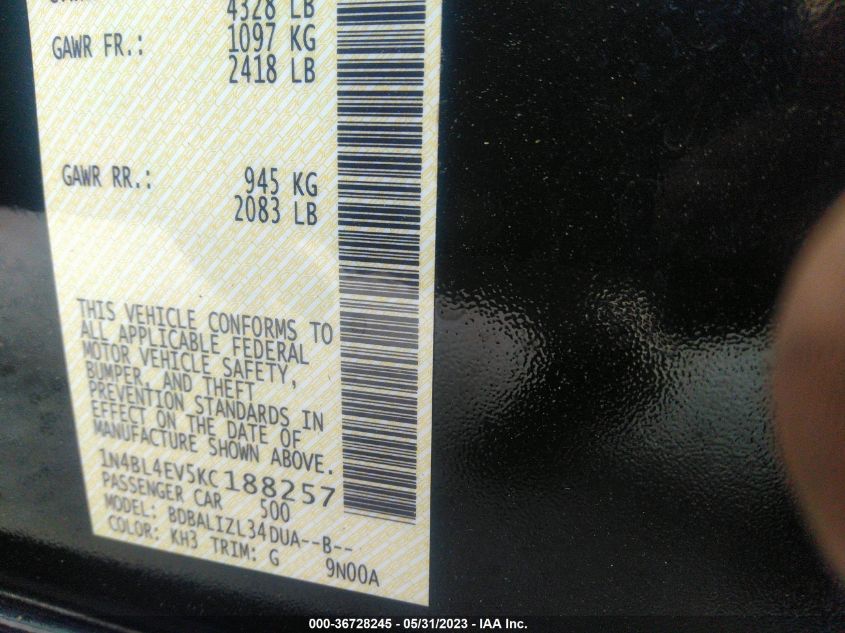 4328 LB
GAWR FR.: 1097 KG
2418 LB
GAWR RR.: 945 KG
2083 LB
THIS VEHICLE CONFORMS TO
ALL APPLICABLE FEDERAL
MOTOR VEHICLE SAFETY,
BUMPER, AND THEFT
PREVENTION STANDARDS IN
EFFECT ON THE DATE OF
MANUFACTURE SHOWN ABOVE.
1N4BL4EV5KC188257
PASSENGER CAR 500
MODEL: BDBALIZL34DUA--B--
COLOR: KH3 TRIM: G 9N00A
000-36728245 - 05/31/2023 - IAA Inc.